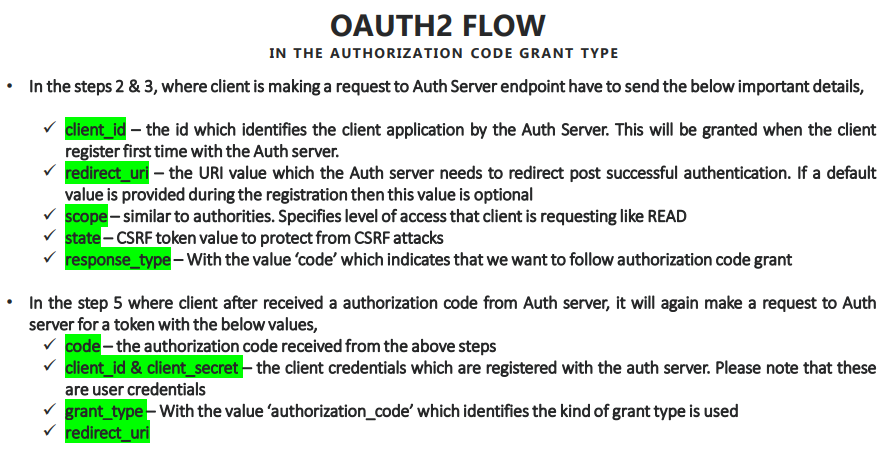 OAUTH2 FLOW
IN THE AUTHORIZATION CODE GRANT TYPE
• In the steps 2 & 3, where client is making a request to Auth Server endpoint have to send the below important details,
✓ client_id – the id which identifies the client application by the Auth Server. This will be granted when the client
register first time with the Auth server.
✓ redirect_uri – the URI value which the Auth server needs to redirect post successful authentication. If a default
value is provided during the registration then this value is optional
✓ scope – similar to authorities. Specifies level of access that client is requesting like READ
✓ state – CSRF token value to protect from CSRF attacks
✓ response_type – With the value ‘code’ which indicates that we want to follow authorization code grant
• In the step 5 where client after received a authorization code from Auth server, it will again make a request to Auth
server for a token with the below values,
✓ code – the authorization code received from the above steps
✓ client_id & client_secret – the client credentials which are registered with the auth server. Please note that these
are user credentials
✓ grant_type – With the value ‘authorization_code’ which identifies the kind of grant type is used
✓ redirect_uri